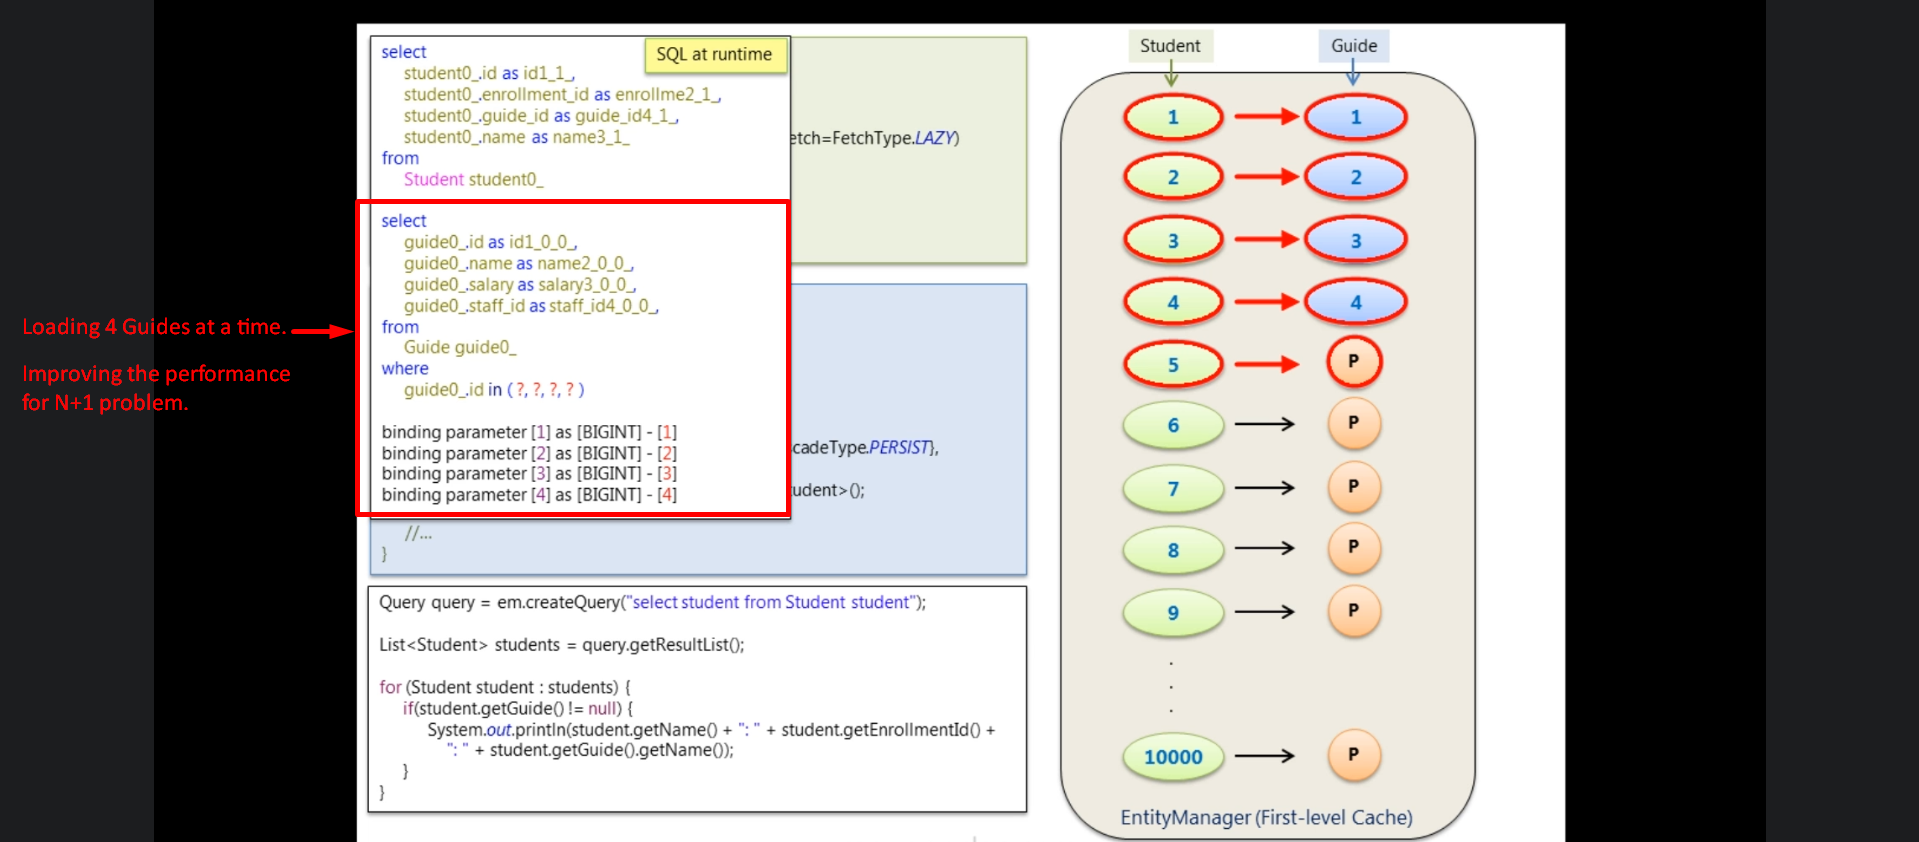 Loading 4 Guides at a time.
Improving the performance
for N+1 problem.
SQL at runtime
select
student0_.id as id1_1_,
student0_.enrollment_id as enrollme2_1_,
student0_.guide_id as guide_id4_1_,
student0_.name as name3_1_
from
Student student0_
select
guide0_.id as id1_0_0_,
guide0_.name as name2_0_0_,
guide0_.salary as salary3_0_0_,
guide0_.staff_id as staff_id4_0_0_,
from
Guide guide0_
where
guide0_.id in ( ?, ?, ?, ? )
binding parameter [1] as [BIGINT] - [1]
binding parameter [2] as [BIGINT] - [2]
binding parameter [3] as [BIGINT] - [3]
binding parameter [4] as [BIGINT] - [4]
etch=FetchType.LAZY)
scadeType.PERSIST},
udent>();
//...
}
Query query = em.createQuery("select student from Student student");
List<Student> students = query.getResultList();
for (Student student : students) {
if(student.getGuide() != null) {
System.out.println(student.getName() + ": " + student.getEnrollmentId() +
": " + student.getGuide().getName());
}
}
Student Guide
1 1
2 2
3 3
4 4
5 P
6 P
7 P
8 P
9 P
.
.
.
10000 P
EntityManager (First-level Cache)